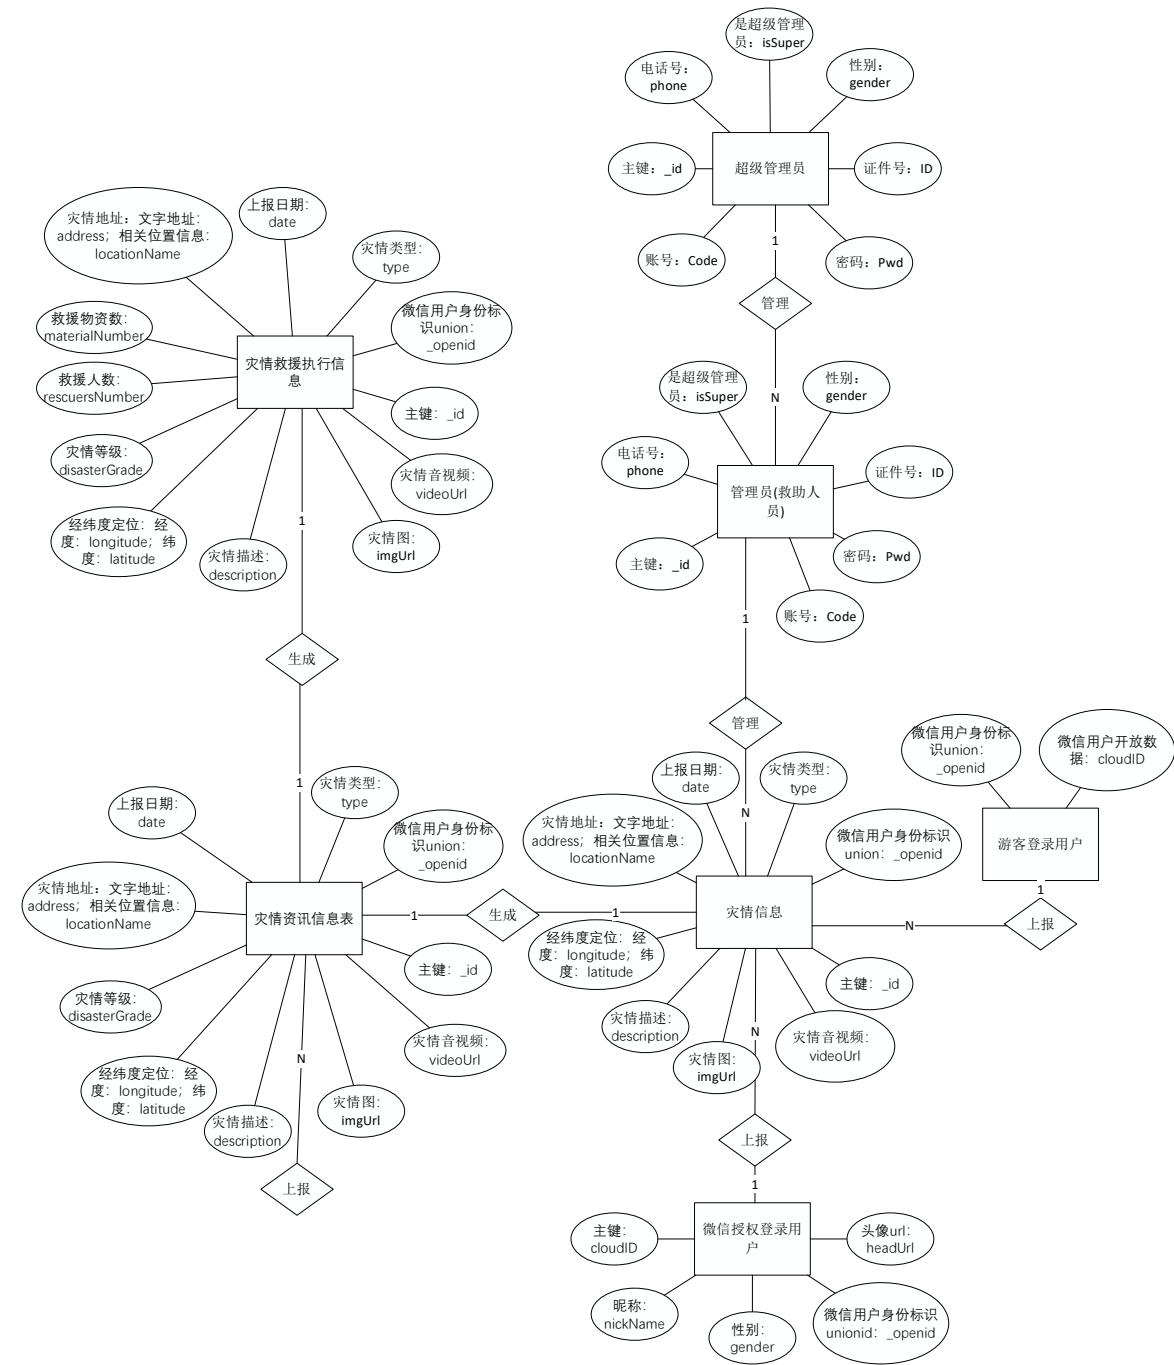 是超级管理
员：isSuper
电话号：
phone
性别：
gender
主键：_id
超级管理员
证件号：ID
账号：Code
密码：Pwd
1
管理
N
灾情地址：文字地址：
address；相关位置信息：
locationName
上报日期：
date
灾情类型：
type
救援物资数：
materialNumber
微信用户身份标
识union：
_openid
灾情救援执行信
息
救援人数：
rescuersNumber
主键：_id
灾情等级：
disasterGrade
灾情音视频：
videoUrl
经纬度定位：经
度：longitude；纬
度：latitude
灾情描述：
description
灾情图：
imgUrl
1
生成
1
是超级管理
员：isSuper
性别：
gender
电话号：
phone
管理员(救助人
员)
证件号：ID
主键：_id
密码：Pwd
账号：Code
1
管理
N
上报日期：
date
灾情类型：
type
灾情地址：文字地址：
address；相关位置信息：
locationName
微信用户身份标识
union：_openid
微信用户身份标
识union：
_openid
微信用户开放数
据：cloudID
游客登录用户
1
上报
N
上报日期：
date
灾情类型：
type
微信用户身份标
识union：
_openid
灾情地址：文字地址：
address；相关位置信息：
locationName
灾情资讯信息表
1
生成
1
灾情信息
主键：_id
灾情等级：
disasterGrade
灾情音视频：
videoUrl
经纬度定位：经
度：longitude；纬
度：latitude
灾情描述：
description
灾情图：
imgUrl
N
上报
经纬度定位：经
度：longitude；纬
度：latitude
主键：_id
灾情描述：
description
灾情图：
imgUrl
灾情音视频：
videoUrl
N
上报
1
微信授权登录用
户
主键：
cloudID
头像url：
headUrl
昵称：
nickName
性别：
gender
微信用户身份标识
unionid：_openid